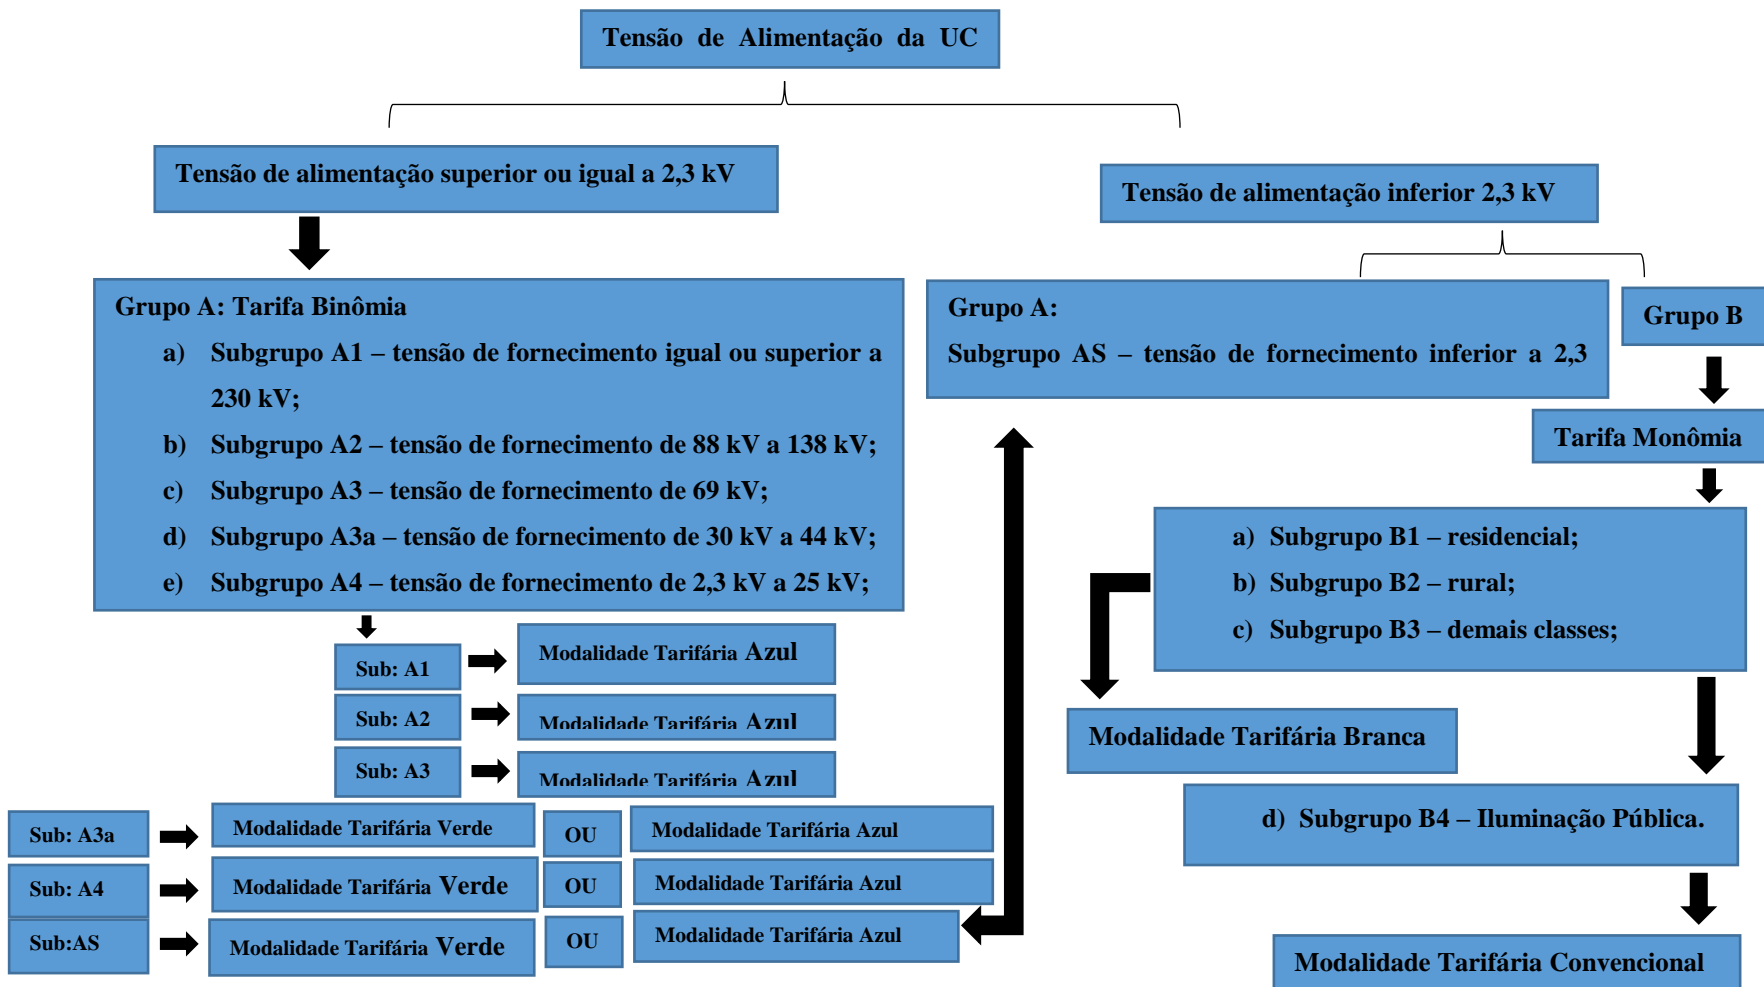 Tensão de Alimentação da UC
Tensão de alimentação superior ou igual a 2,3 kV
Tensão de alimentação inferior 2,3 kV
Grupo A: Tarifa Binômia
a) Subgrupo A1 – tensão de fornecimento igual ou superior a
230 kV;
b) Subgrupo A2 – tensão de fornecimento de 88 kV a 138 kV;
c) Subgrupo A3 – tensão de fornecimento de 69 kV;
d) Subgrupo A3a – tensão de fornecimento de 30 kV a 44 kV;
e) Subgrupo A4 – tensão de fornecimento de 2,3 kV a 25 kV;
Grupo A:
Subgrupo AS – tensão de fornecimento inferior a 2,3
Grupo B
Tarifa Monômia
a) Subgrupo B1 – residencial;
b) Subgrupo B2 – rural;
c) Subgrupo B3 – demais classes;
Sub: A1
Modalidade Tarifária Azul
Sub: A2
Modalidade Tarifária Azul
Sub: A3
Modalidade Tarifária Azul
Sub: A3a
Modalidade Tarifária Verde
OU
Modalidade Tarifária Azul
Sub: A4
Modalidade Tarifária Verde
OU
Modalidade Tarifária Azul
Sub:AS
Modalidade Tarifária Verde
OU
Modalidade Tarifária Azul
Modalidade Tarifária Branca
d) Subgrupo B4 – Iluminação Pública.
Modalidade Tarifária Convencional